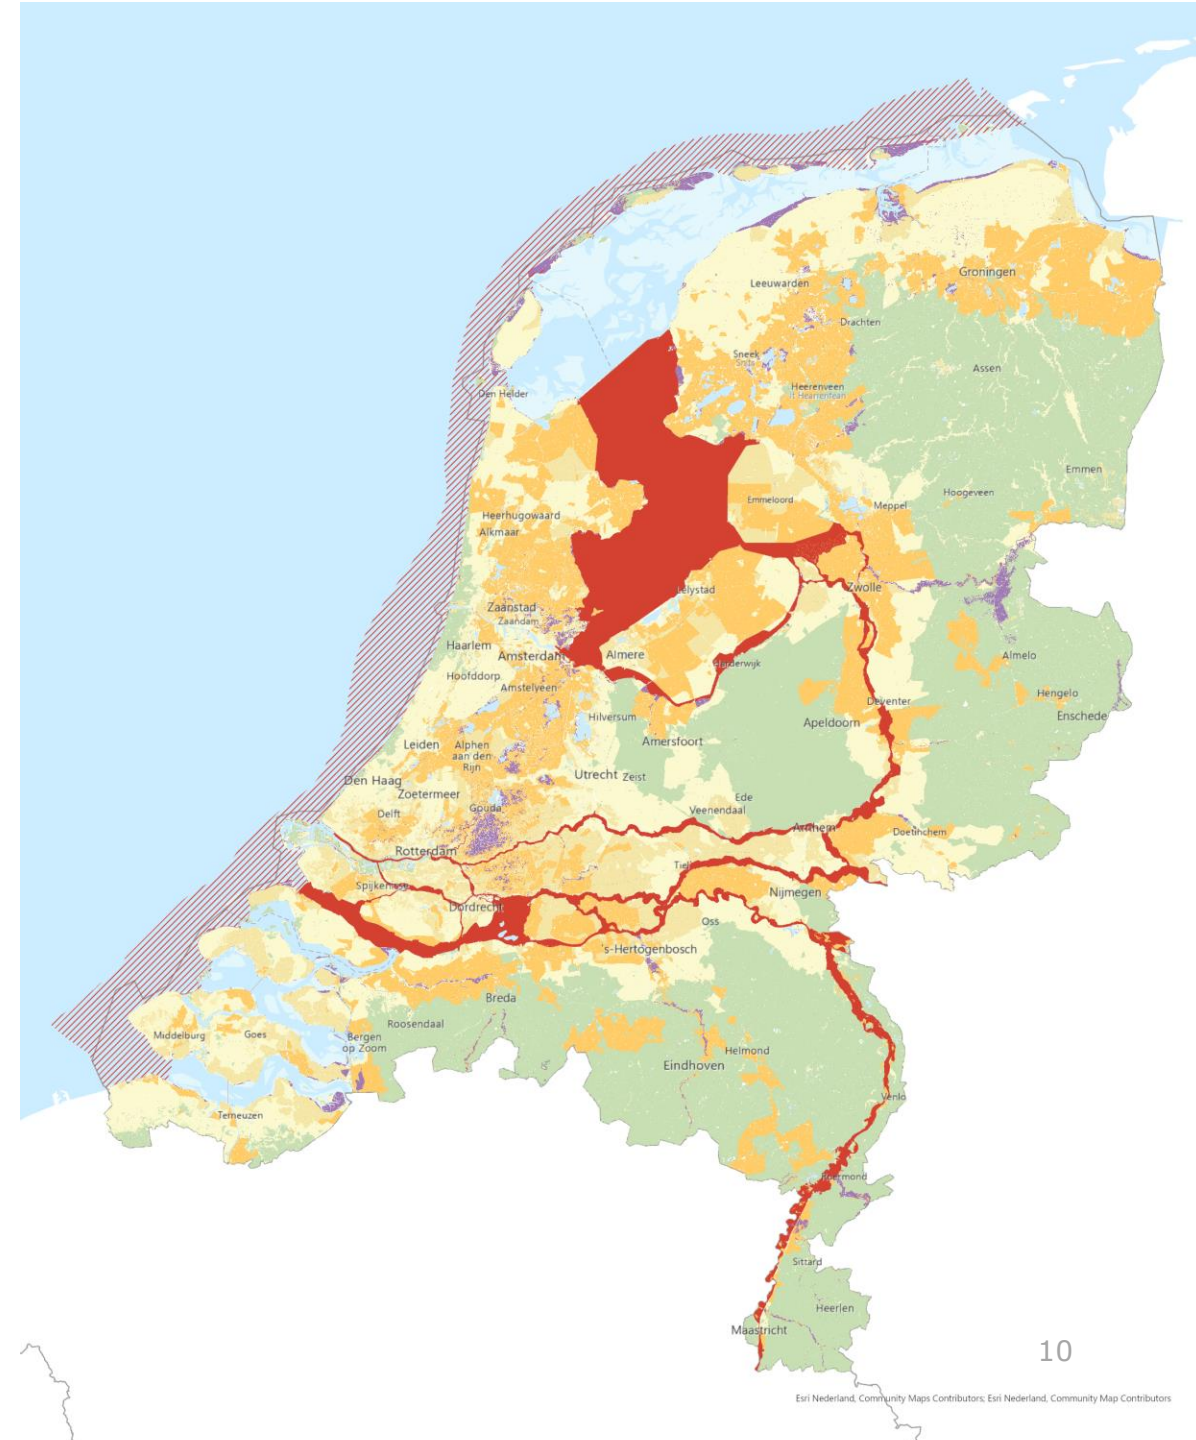 Groningen
Leeuwarden
Drachten
Sneek
Snits
Assen
Heerenveen
It Hearrenfean
Den Helder
Emmen
Hoogeveen
Emmeloord
Meppel
Heerhugowaard
Alkmaar
Zwolle
Lelystad
Zaanstad
Zaandam
Haarlem
Amsterdam
Almere
Almelo
Harderwijk
Hoofddorp
Amstelveen
Hengelo
Deventer
Enschede
Hilversum
Apeldoorn
Amersfoort
Leiden
Alphen
aan den
Rijn
Utrecht
Zeist
Den Haag
Zoetermeer
Ede
Gouda
Veenendaal
Delft
Arnhem
Doetinchem
Rotterdam
Tiel
Nijmegen
Dordrecht
Oss
's-Hertogenbosch
Breda
Roosendaal
Middelburg
Goes
Bergen
op Zoom
Helmond
Eindhoven
Venlo
Terneuzen
Roermond
Sittard
Heerlen
Maastricht
10
Esri Nederland, Community Maps Contributors; Esri Nederland, Community Map Contributors